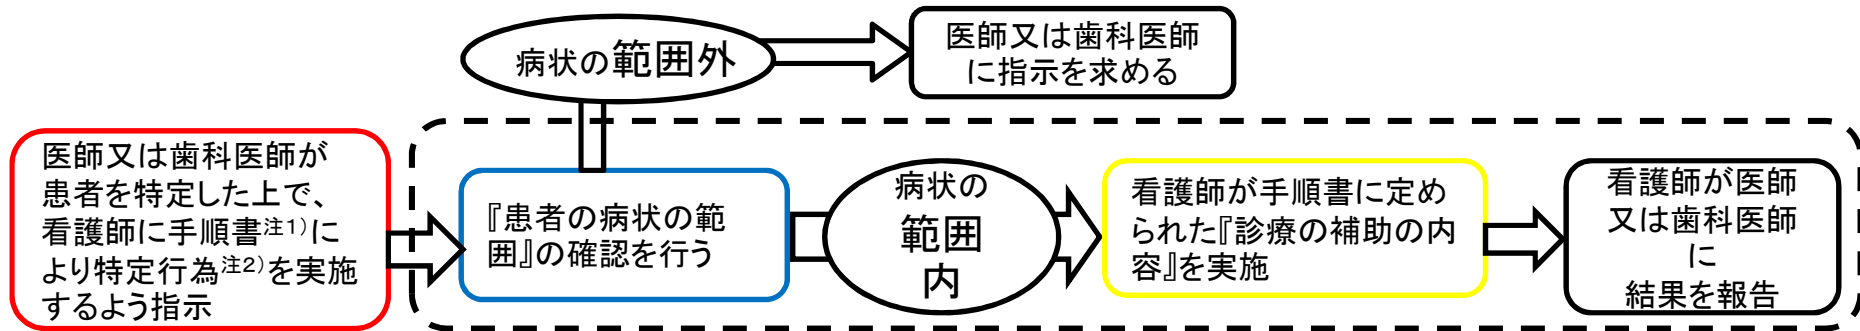 病状の範囲外
医師又は歯科医師
に指示を求める
医師又は歯科医師が
患者を特定した上で、
看護師に手順書注1)に
より特定行為注2)を実施
するよう指示
『患者の病状の範
囲』の確認を行う
病状の
範囲
内
看護師が手順書に定め
られた『診療の補助の内
容』を実施
看護師が医師
又は歯科医師
に
結果を報告